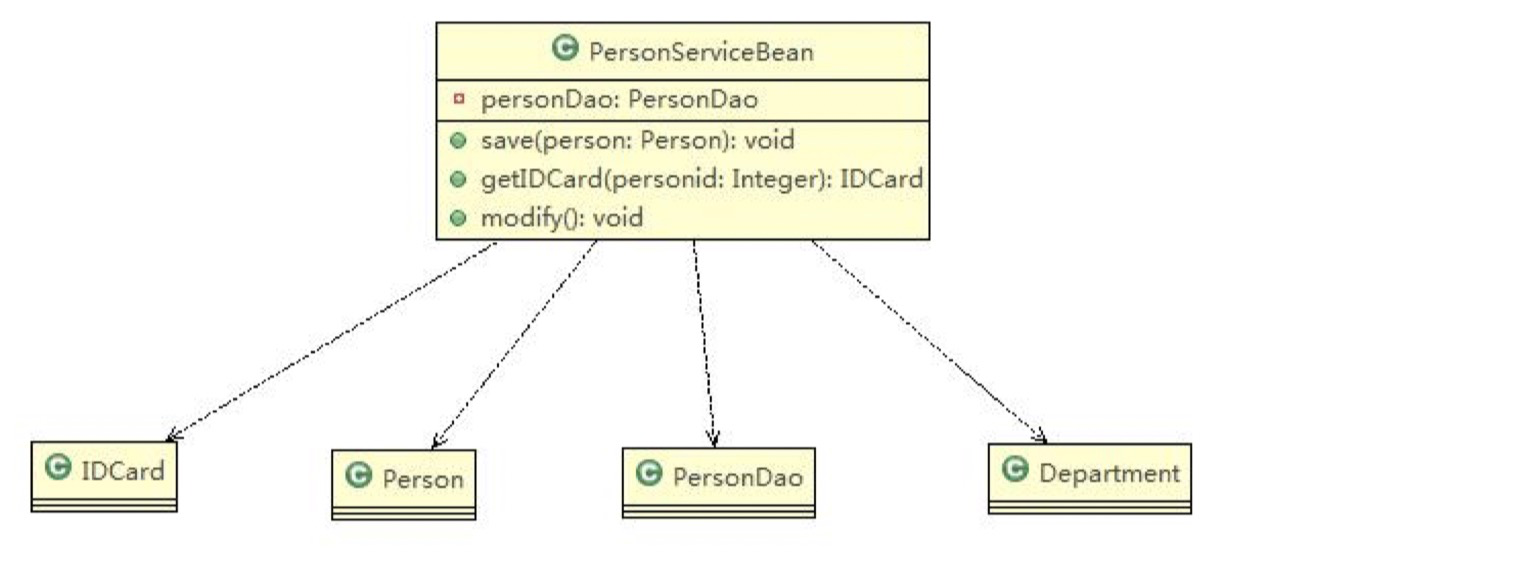 PersonServiceBean
personDao: PersonDao
save(person: Person): void
getIDCard(personid: Integer): IDCard
modify(): void
IDCard
Person
PersonDao
Department